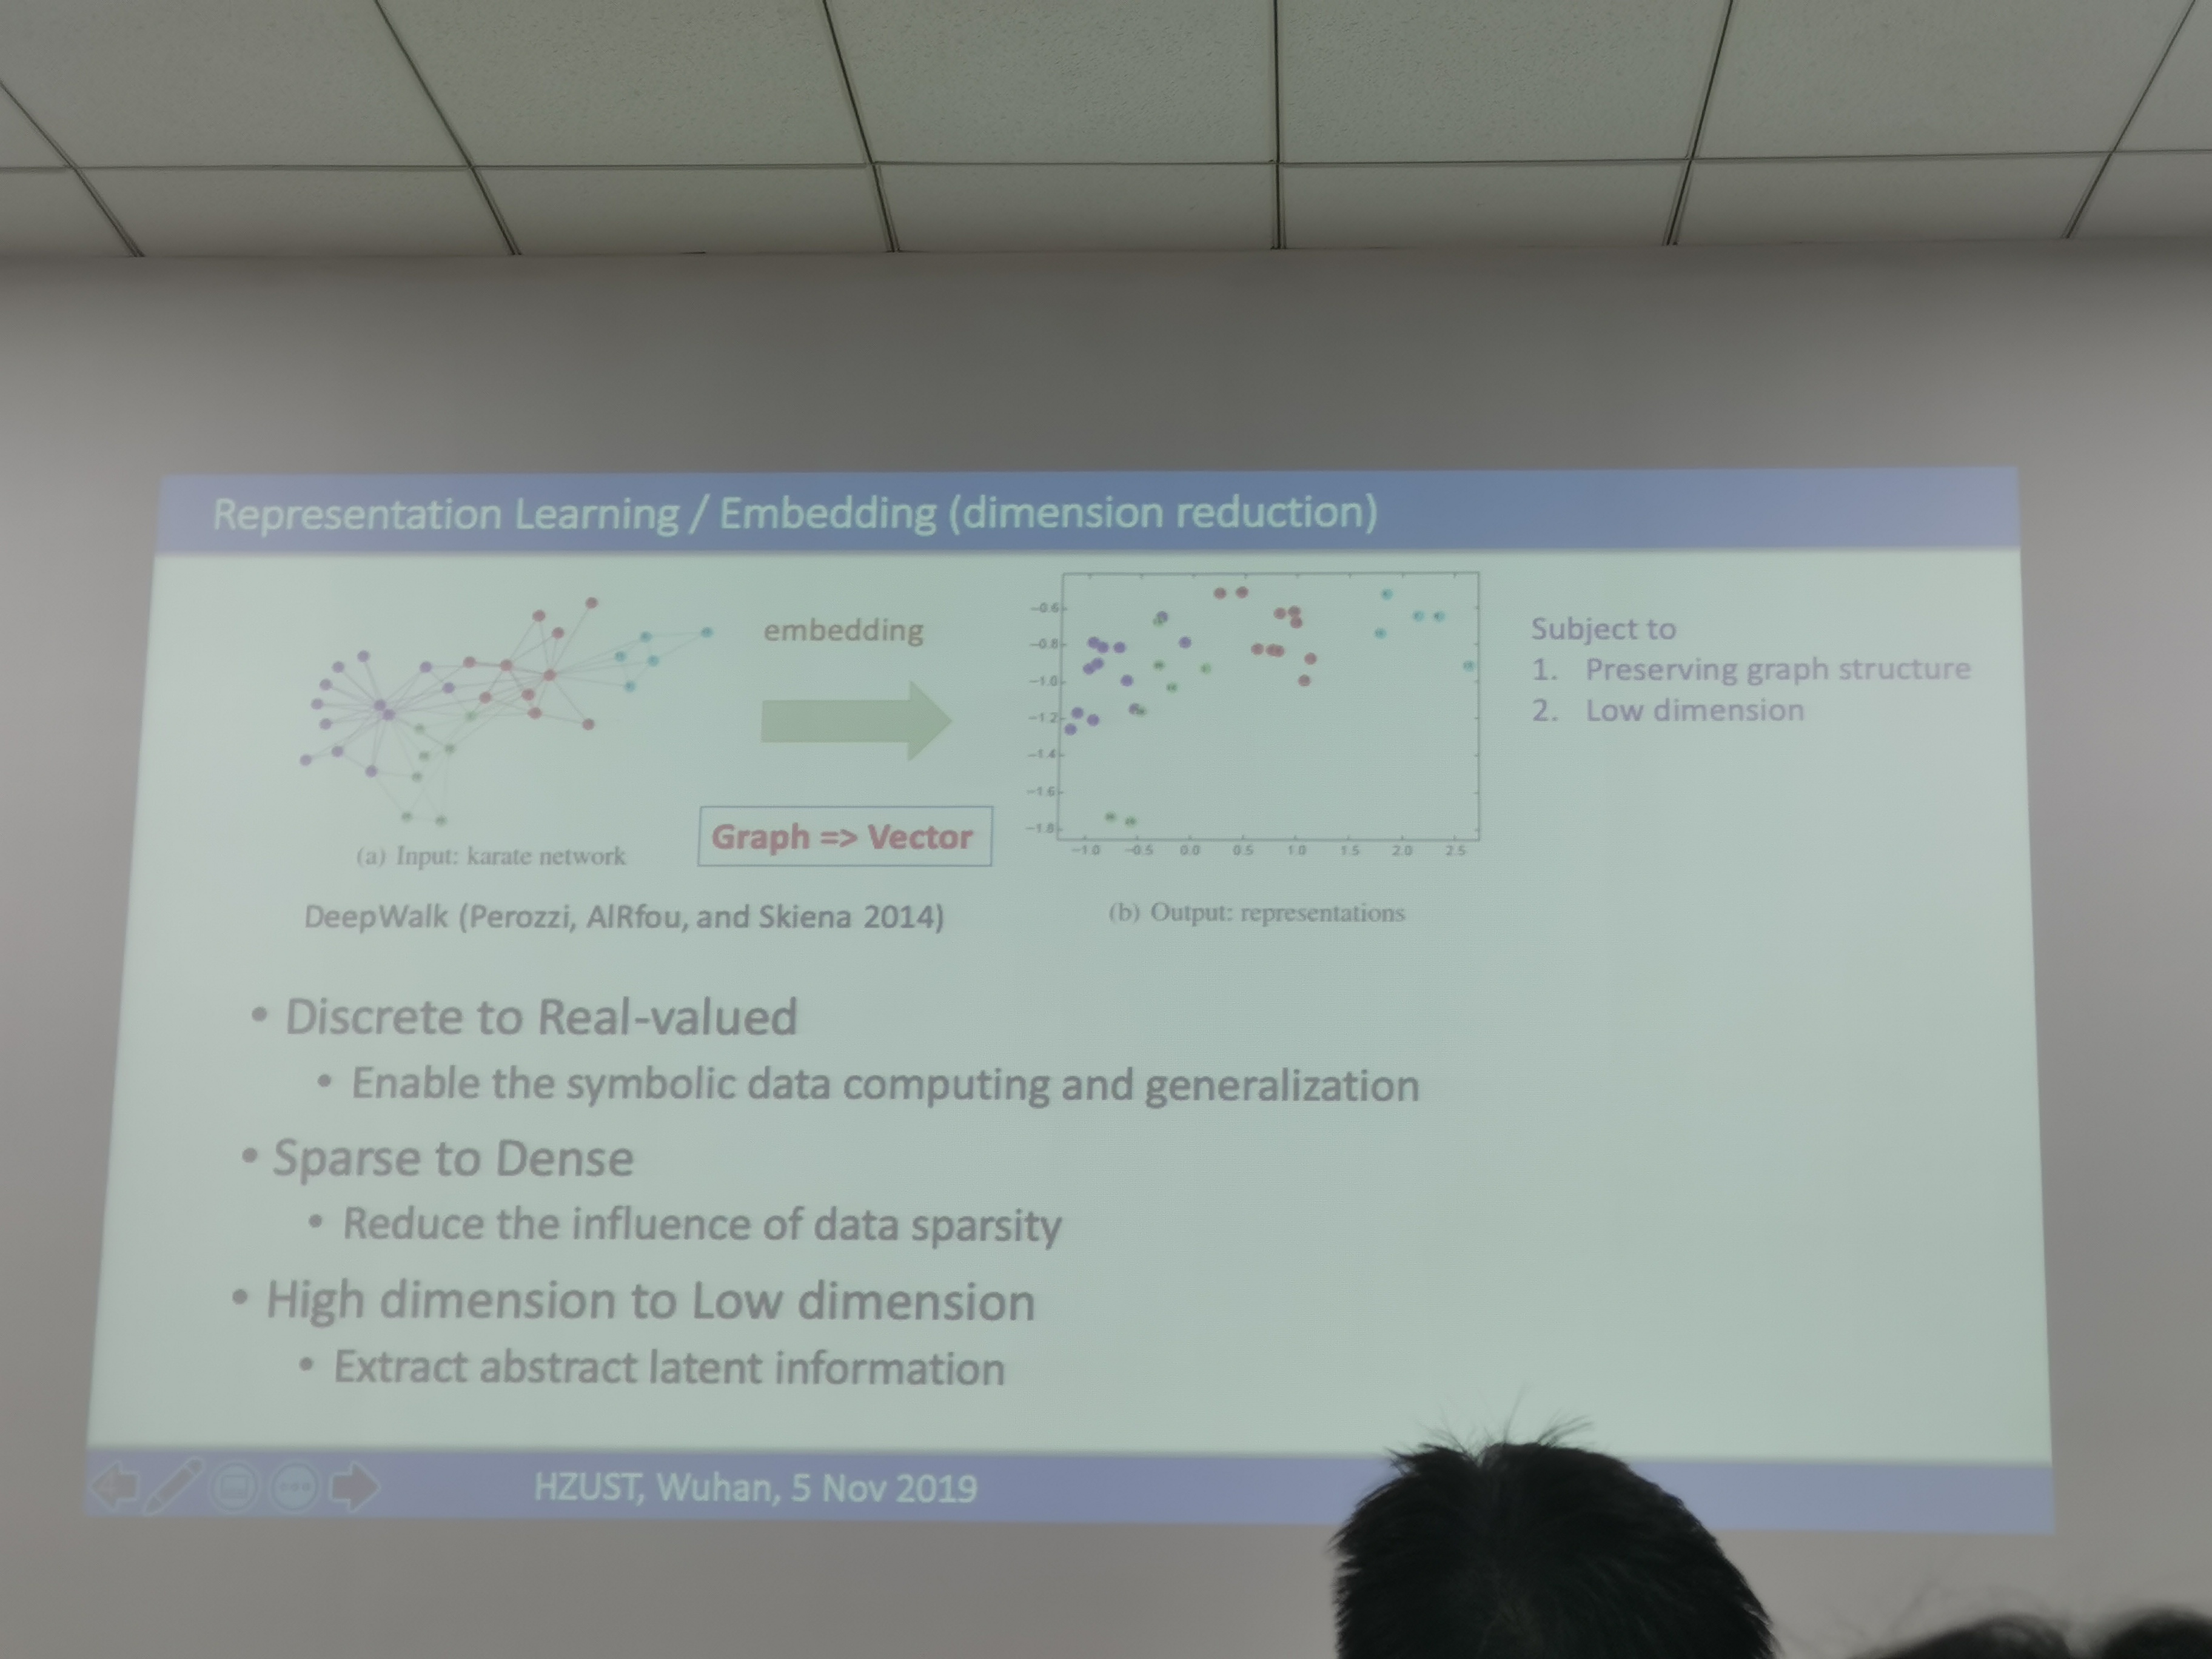 Representation Learning / Embedding (dimension reduction)
embedding
Graph => Vector
(a) Input: karate network
DeepWalk (Perozzi, AlRfou, and Skiena 2014)
−0.6
−0.8
−1.0
−1.2
−1.4
−1.6
−1.8
−1.0 −0.5 0.0 0.5 1.0 1.5 2.0 2.5
(b) Output: representations
Subject to
1. Preserving graph structure
2. Low dimension
• Discrete to Real-valued
• Enable the symbolic data computing and generalization
• Sparse to Dense
• Reduce the influence of data sparsity
• High dimension to Low dimension
• Extract abstract latent information
HZUST, Wuhan, 5 Nov 2019